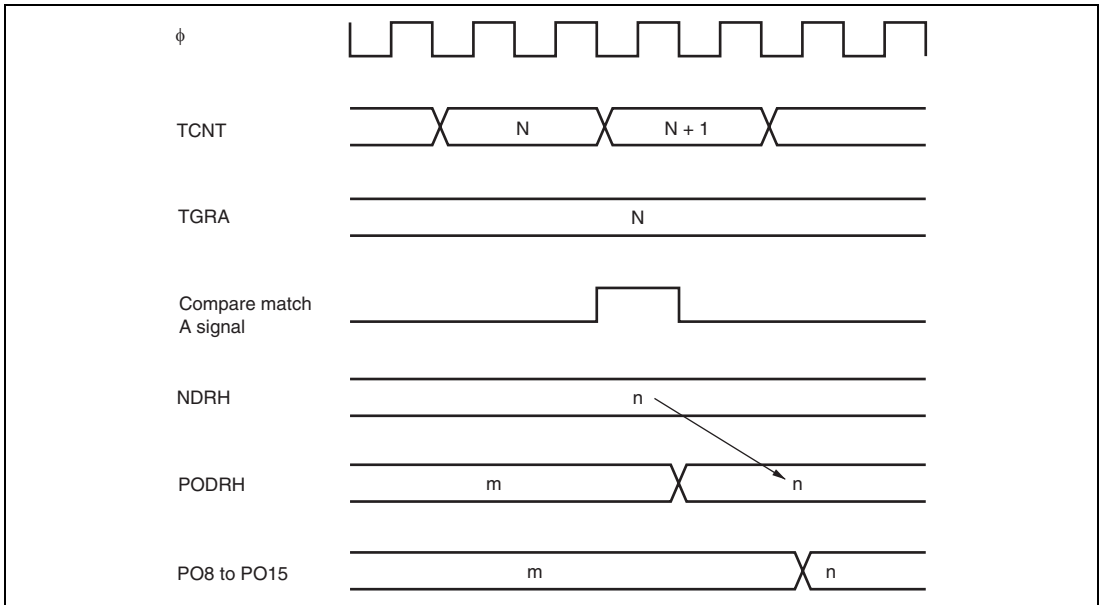 ϕ
TCNT
N
N + 1
TGRA
N
Compare match
A signal
NDRH
n
PODRH
m
n
PO8 to PO15
m
n